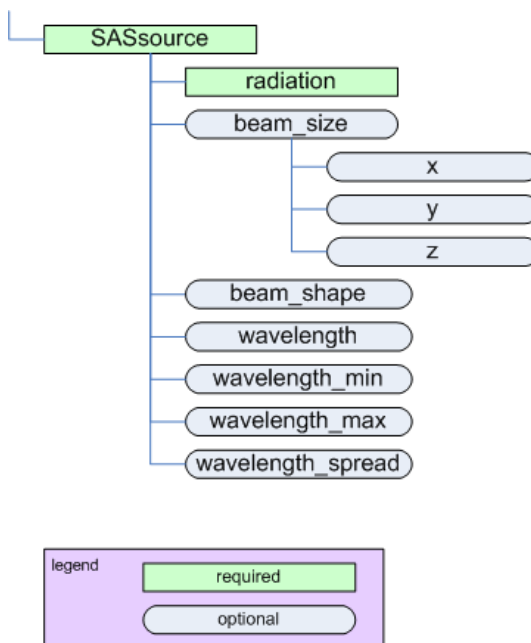 SASsource
radiation
beam_size
x
y
z
beam_shape
wavelength
wavelength_min
wavelength_max
wavelength_spread
legend
required
optional